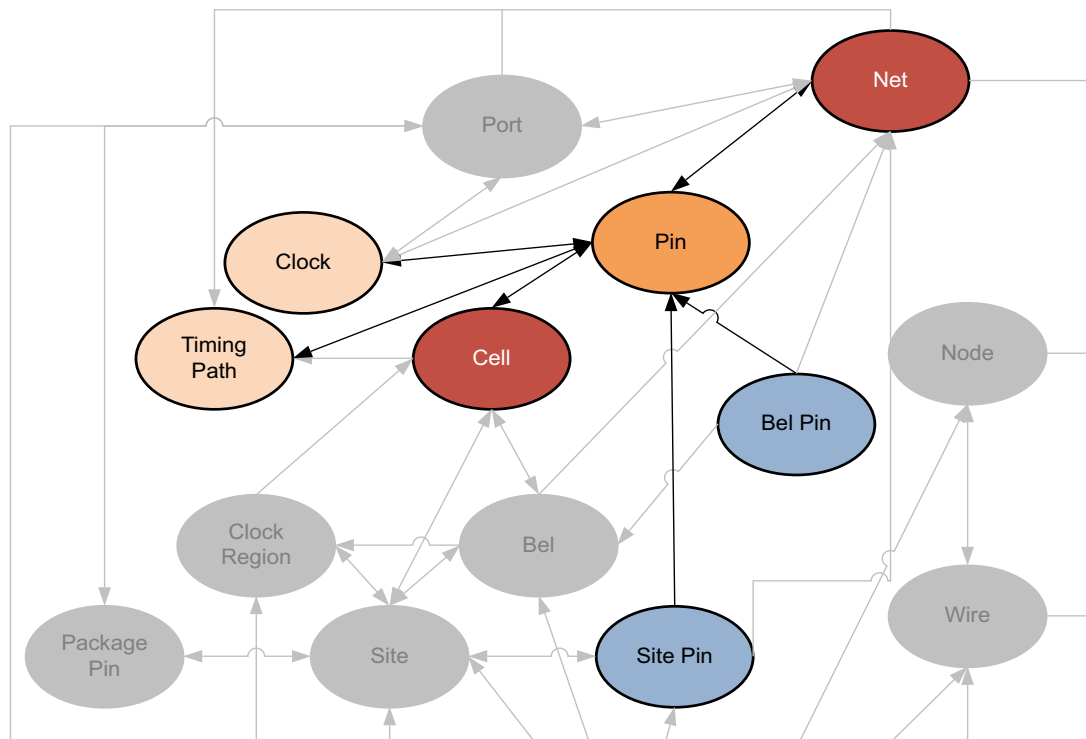 Net
Port
Pin
Clock
Timing
Path
Cell
Node
Bel Pin
Clock
Region
Bel
Package
Pin
Site
Site Pin
Wire